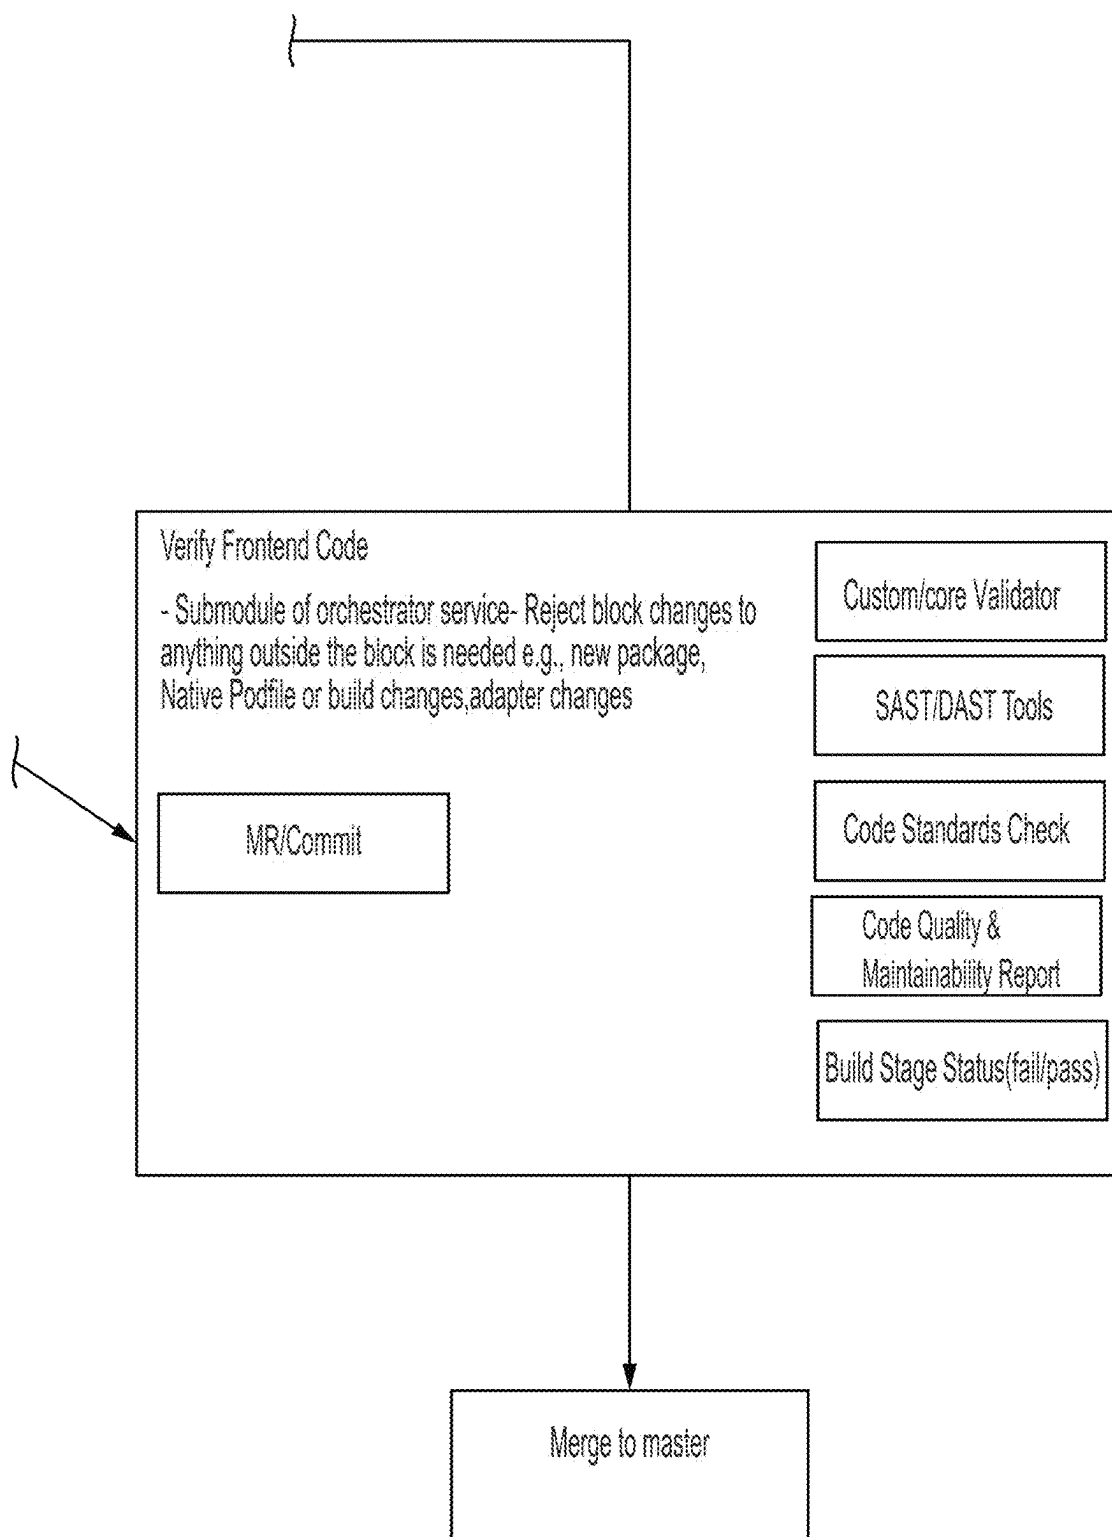 Verify Frontend Code
- Submodule of orchestrator service- Reject block changes to
anything outside the block is needed e.g., new package,
Native Podfile or build changes,adapter changes
MR/Commit
Custom/core Validator
SAST/DAST Tools
Code Standards Check
Code Quality &
Maintainability Report
Build Stage Status(fail/pass)
Merge to master